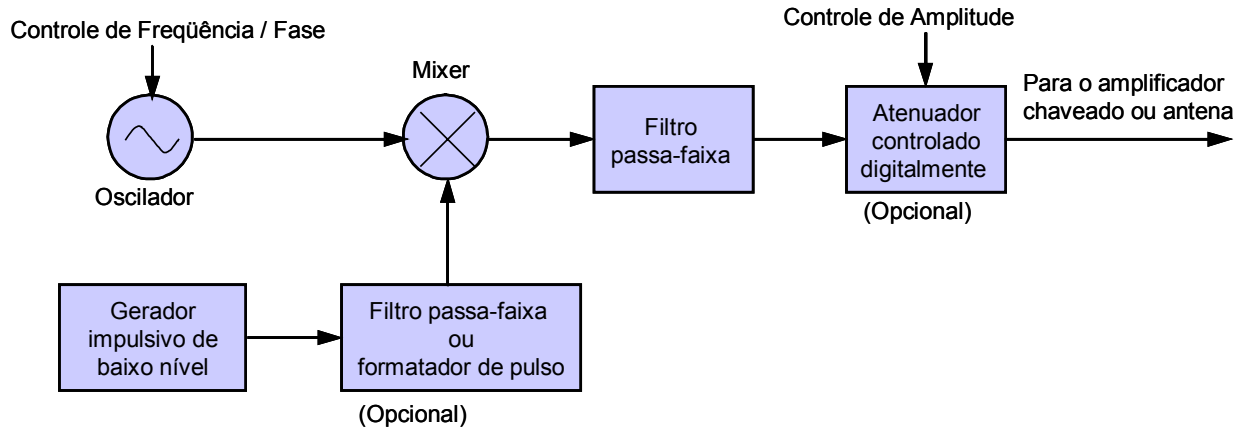 Controle de Freqüência / Fase
Controle de Amplitude
Mixer
Para o amplificador
chaveado ou antena
Filtro
passa-faixa
Atenuador
controlado
digitalmente
Oscilador
(Opcional)
Gerador
impulsivo de
baixo nível
Filtro passa-faixa
ou
formatador de pulso
(Opcional)